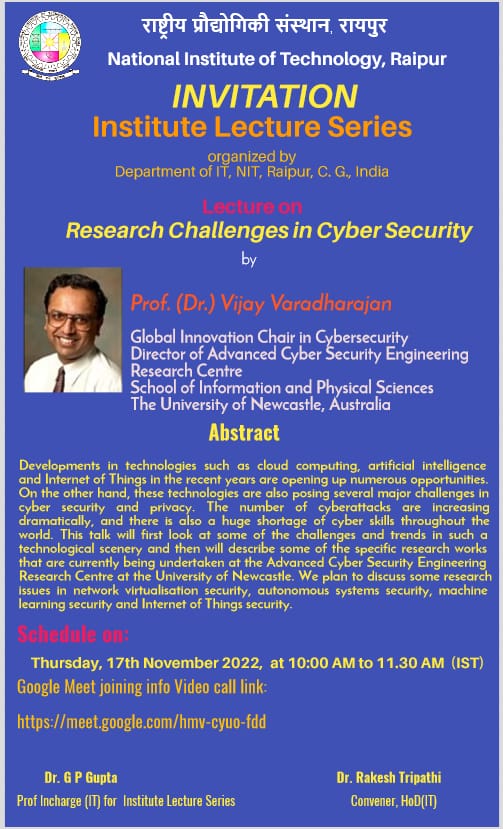 राष्ट्रीय प्रौद्योगिकी संस्थान, रायपुर
National Institute of Technology, Raipur
INVITATION
Institute Lecture Series
organized by
Department of IT, NIT, Raipur, C. G., India
Lecture on
Research Challenges in Cyber Security
by
Prof. (Dr.) Vijay Varadharajan
Global Innovation Chair in Cybersecurity
Director of Advanced Cyber Security Engineering
Research Centre
School of Information and Physical Sciences
The University of Newcastle, Australia
Abstract
Developments in technologies such as cloud computing, artificial intelligence
and Internet of Things in the recent years are opening up numerous opportunities.
On the other hand, these technologies are also posing several major challenges in
cyber security and privacy. The number of cyberattacks are increasing
dramatically, and there is also a huge shortage of cyber skills throughout the
world. This talk will first look at some of the challenges and trends in such a
technological scenery and then will describe some of the specific research works
that are currently being undertaken at the Advanced Cyber Security Engineering
Research Centre at the University of Newcastle. We plan to discuss some research
issues in network virtualisation security, autonomous systems security, machine
learning security and Internet of Things security.
Schedule on:
Thursday, 17th November 2022, at 10:00 AM to 11.30 AM (IST)
Google Meet joining info Video call link:
https://meet.google.com/hmv-cyuo-fdd
Dr. G P Gupta
Prof Incharge (IT) for Institute Lecture Series
Dr. Rakesh Tripathi
Convener, HoD(IT)